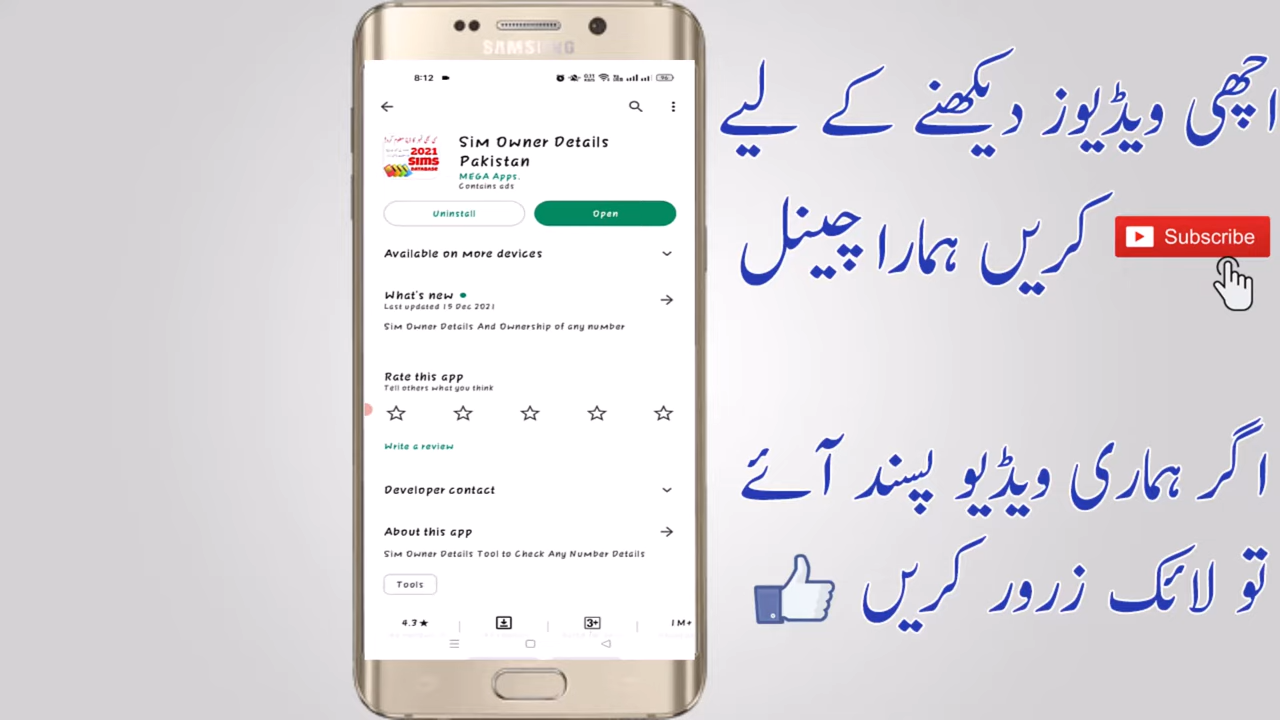 SAMSUNG
8:12
Sim Owner Details
Pakistan
MEGA Apps.
Contains ads
2021
SIMS
DATABASE
Uninstall
Open
Available on more devices
What's new
Last updated 15 Dec 2021
Sim Owner Details And Ownership of any number
Rate this app
Tell others what you think
Write a review
Developer contact
About this app
Sim Owner Details Tool to Check Any Number Details
Tools
4.3★
3+
1M+
اچھی ویڈیوز دیکھنے کے لیے
Subscribe
کریں ہمارا چینل
اگر ہماری ویڈیو پسند آئے
تو لائک زرور کریں